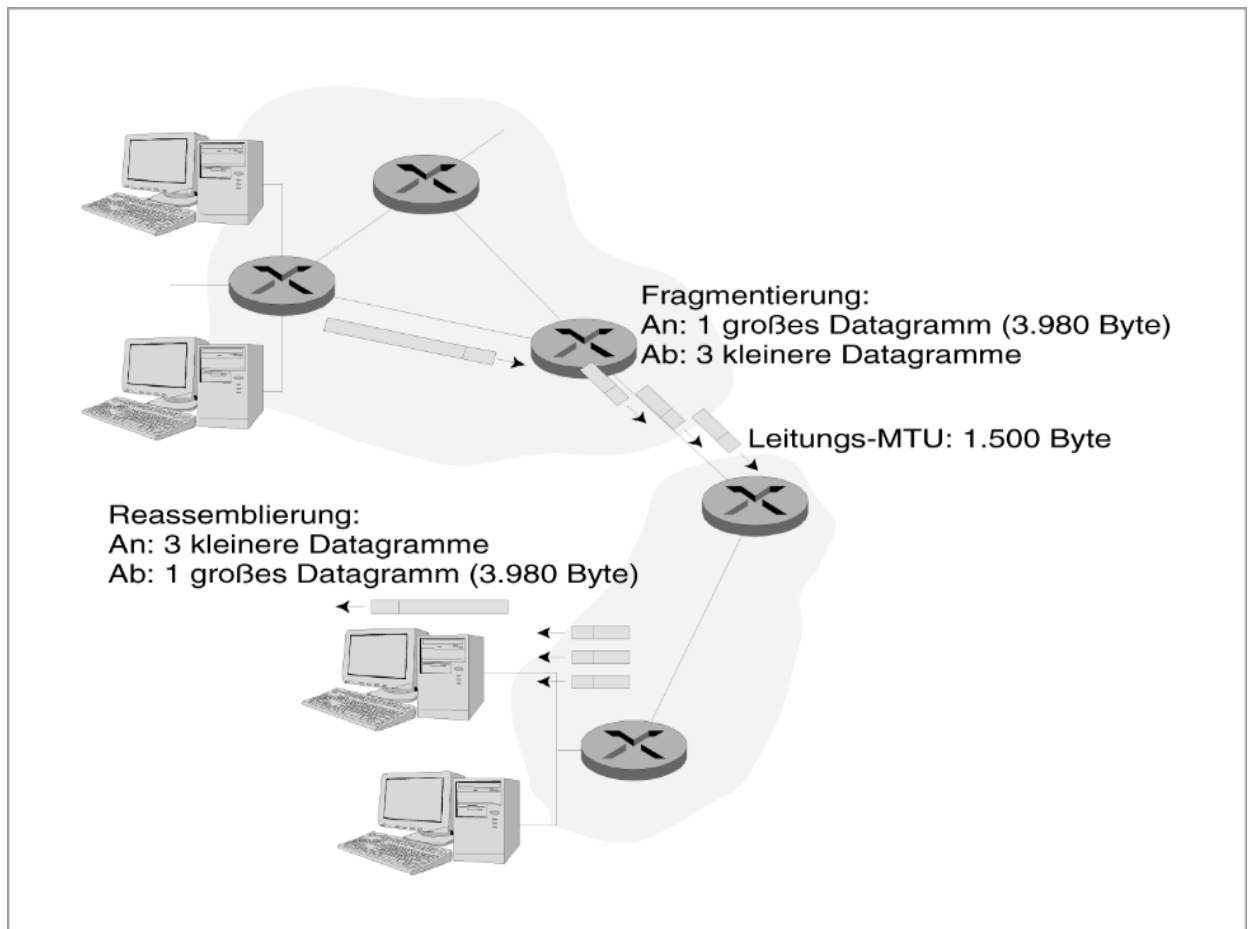 Fragmentierung:
An: 1 großes Datagramm (3.980 Byte)
Ab: 3 kleinere Datagramme
Leitungs-MTU: 1.500 Byte
Reassemblierung:
An: 3 kleinere Datagramme
Ab: 1 großes Datagramm (3.980 Byte)